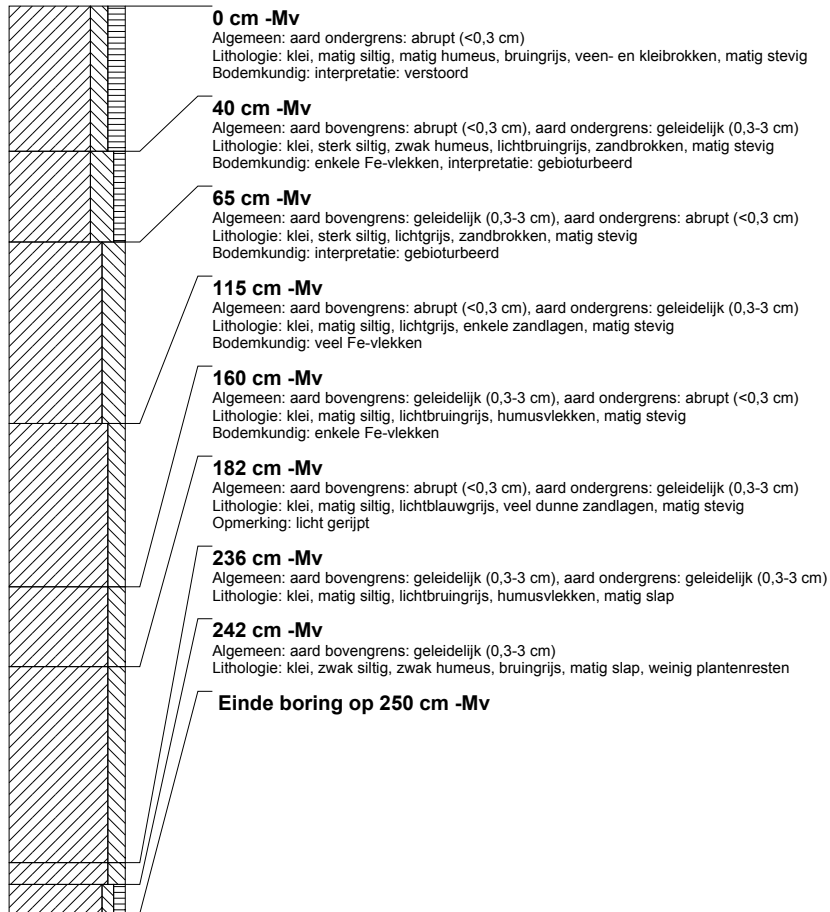 0 cm -Mv
Algemeen: aard ondergrens: abrupt (<0,3 cm)
Lithologie: klei, matig siltig, matig humeus, bruingrijs, veen- en kleibrokken, matig stevig
Bodemkundig: interpretatie: verstoord
40 cm -Mv
Algemeen: aard bovengrens: abrupt (<0,3 cm), aard ondergrens: geleidelijk (0,3-3 cm)
Lithologie: klei, sterk siltig, zwak humeus, lichtbruingrijs, zandbrokken, matig stevig
Bodemkundig: enkele Fe-vlekken, interpretatie: gebioturbeerd
65 cm -Mv
Algemeen: aard bovengrens: geleidelijk (0,3-3 cm), aard ondergrens: abrupt (<0,3 cm)
Lithologie: klei, sterk siltig, lichtgrijs, zandbrokken, matig stevig
Bodemkundig: interpretatie: gebioturbeerd
115 cm -Mv
Algemeen: aard bovengrens: abrupt (<0,3 cm), aard ondergrens: geleidelijk (0,3-3 cm)
Lithologie: klei, matig siltig, lichtgrijs, enkele zandlagen, matig stevig
Bodemkundig: veel Fe-vlekken
160 cm -Mv
Algemeen: aard bovengrens: geleidelijk (0,3-3 cm), aard ondergrens: abrupt (<0,3 cm)
Lithologie: klei, matig siltig, lichtbruingrijs, humusvlekken, matig stevig
Bodemkundig: enkele Fe-vlekken
182 cm -Mv
Algemeen: aard bovengrens: abrupt (<0,3 cm), aard ondergrens: geleidelijk (0,3-3 cm)
Lithologie: klei, matig siltig, lichtblauwgrijs, veel dunne zandlagen, matig stevig
Opmerking: licht gerijpt
236 cm -Mv
Algemeen: aard bovengrens: geleidelijk (0,3-3 cm), aard ondergrens: geleidelijk (0,3-3 cm)
Lithologie: klei, matig siltig, lichtbruingrijs, humusvlekken, matig slap
242 cm -Mv
Algemeen: aard bovengrens: geleidelijk (0,3-3 cm)
Lithologie: klei, zwak siltig, zwak humeus, bruingrijs, matig slap, weinig plantenresten
Einde boring op 250 cm -Mv